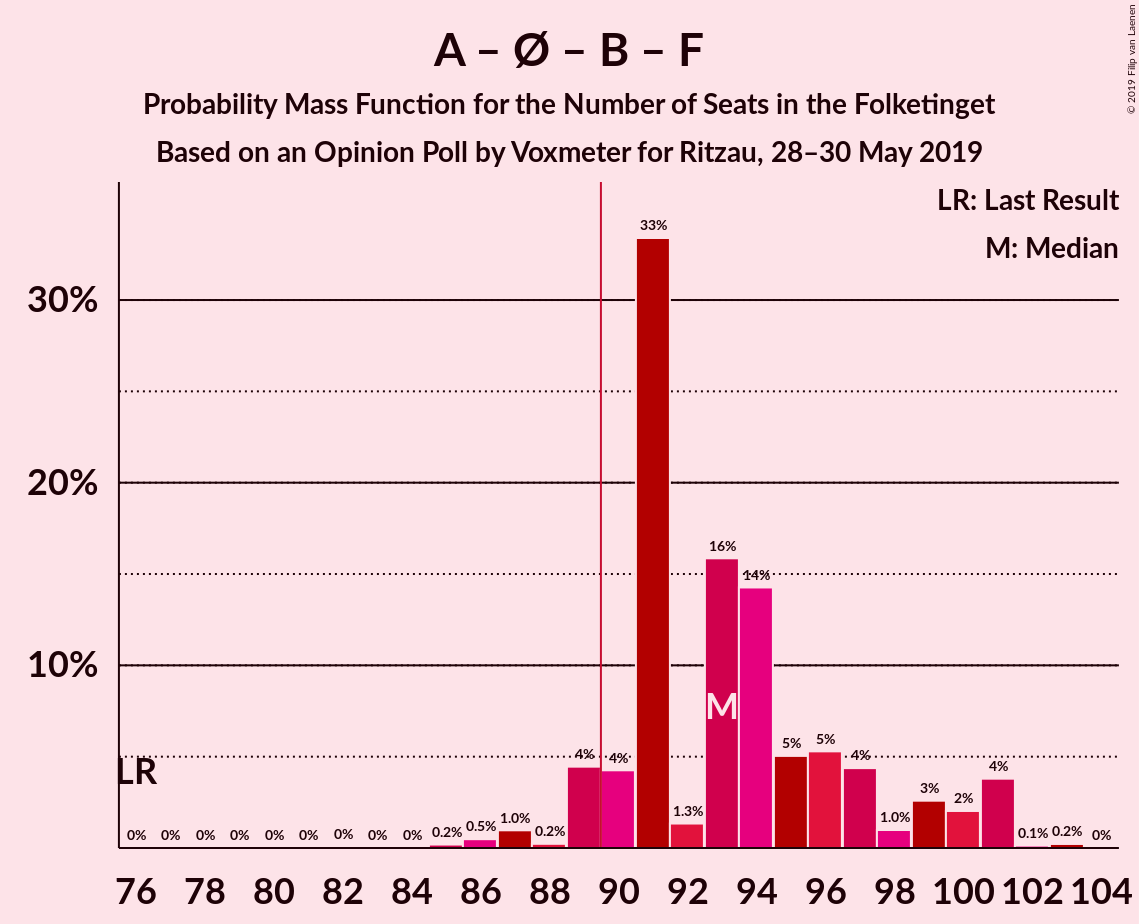 A – Ø – B – F
Probability Mass Function for the Number of Seats in the Folketinget
Based on an Opinion Poll by Voxmeter for Ritzau, 28–30 May 2019
© 2019 Filip van Laenen
LR: Last Result
M: Median
30%
20%
10%
33%
16%
14%
M
LR
0% 0% 0% 0% 0% 0% 0% 0% 0% 0.2% 0.5% 1.0% 0.2% 4% 4% 1.3% 5% 5% 4% 1.0% 3% 2% 4% 0.1% 0.2% 0%
76 78 80 82 84 86 88 90 92 94 96 98 100 102 104